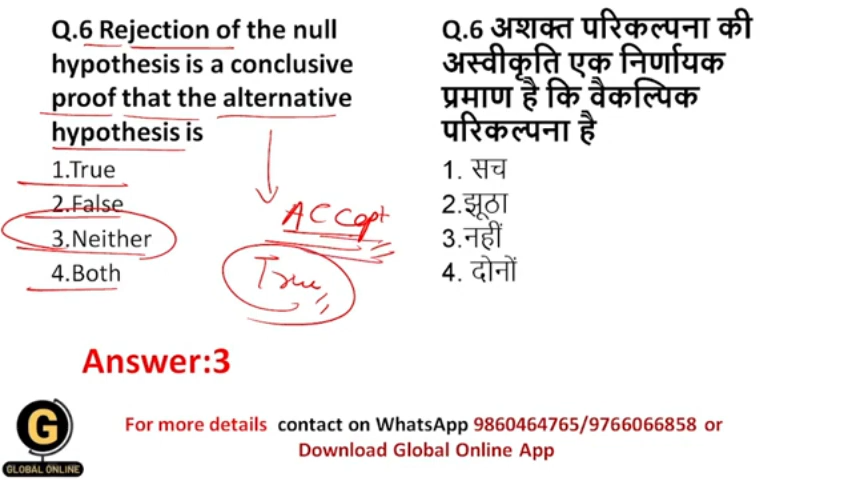 Q.6 Rejection of the null
hypothesis is a conclusive
proof that the alternative
hypothesis is
1.True
2.False
3.Neither
4.Both
ACCept
True
Answer:3
Q.6 अशक्त परिकल्पना की
अस्वीकृति एक निर्णायक
प्रमाण है कि वैकल्पिक
परिकल्पना है
1. सच
2.झूठा
3.नहीं
4. दोनों
G
GLOBAL ONLINE
For more details contact on WhatsApp 9860464765/9766066858 or
Download Global Online App